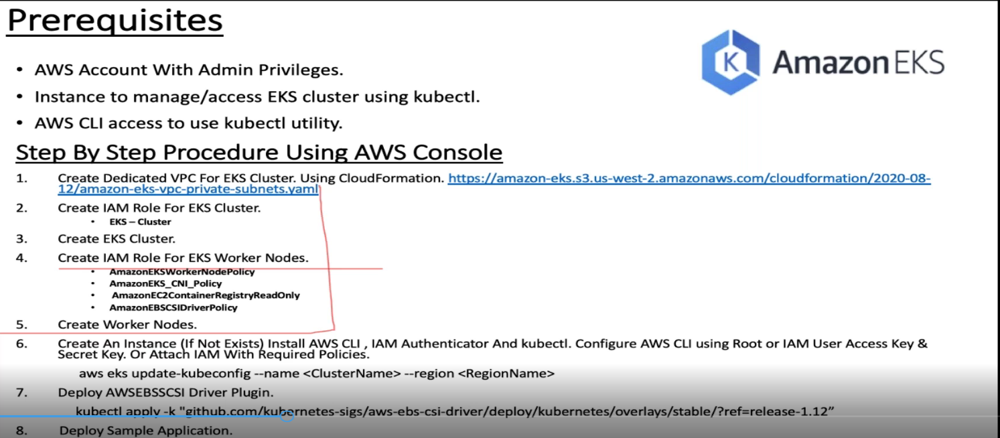 Prerequisites
Amazon EKS
• AWS Account With Admin Privileges.
• Instance to manage/access EKS cluster using kubectl.
• AWS CLI access to use kubectl utility.
Step By Step Procedure Using AWS Console
1. Create Dedicated VPC For EKS Cluster. Using CloudFormation. https://amazon-eks.s3.us-west-2.amazonaws.com/cloudformation/2020-08-
12/amazon-eks-vpc-private-subnets.yaml
2. Create IAM Role For EKS Cluster.
• EKS – Cluster
3. Create EKS Cluster.
4. Create IAM Role For EKS Worker Nodes.
• AmazonEKSWorkerNodePolicy
• AmazonEKS_CNI_Policy
• AmazonEC2ContainerRegistryReadOnly
• AmazonEBSCSIDriverPolicy
5. Create Worker Nodes.
6. Create An Instance (If Not Exists) Install AWS CLI , IAM Authenticator And kubectl. Configure AWS CLI using Root or IAM User Access Key &
Secret Key. Or Attach IAM With Required Policies.
aws eks update-kubeconfig --name <ClusterName> --region <RegionName>
7. Deploy AWSEBSSCSI Driver Plugin.
kubectl apply -k "github.com/kubernetes-sigs/aws-ebs-csi-driver/deploy/kubernetes/overlays/stable/?ref=release-1.12”
8. Deploy Sample Application.